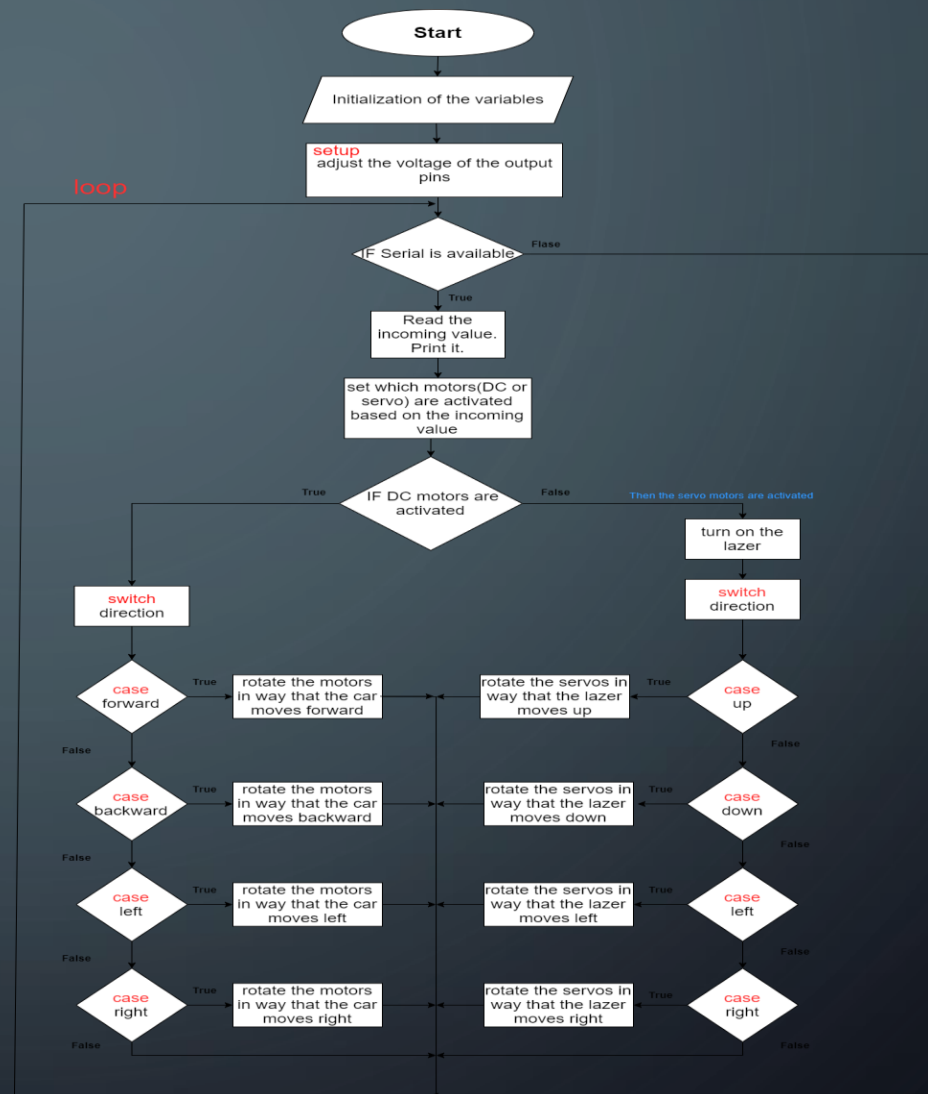 Start
Initialization of the variables
setup
adjust the voltage of the output
pins
loop
IF Serial is available
Flase
True
Read the
incoming value.
Print it.
set which motors(DC or
servo) are activated
based on the incoming
value
True
IF DC motors are
activated
False
Then the servo motors are activated
turn on the
lazer
switch
direction
switch
direction
case
forward
True
rotate the motors
in way that the car
moves forward
rotate the servos in
way that the lazer
moves up
True
case
up
False
False
case
backward
True
rotate the motors
in way that the car
moves backward
rotate the servos in
way that the lazer
moves down
True
case
down
False
False
case
left
True
rotate the motors
in way that the car
moves left
rotate the servos in
way that the lazer
moves left
True
case
left
False
False
case
right
True
rotate the motors
in way that the car
moves right
rotate the servos in
way that the lazer
moves right
True
case
right
False
False